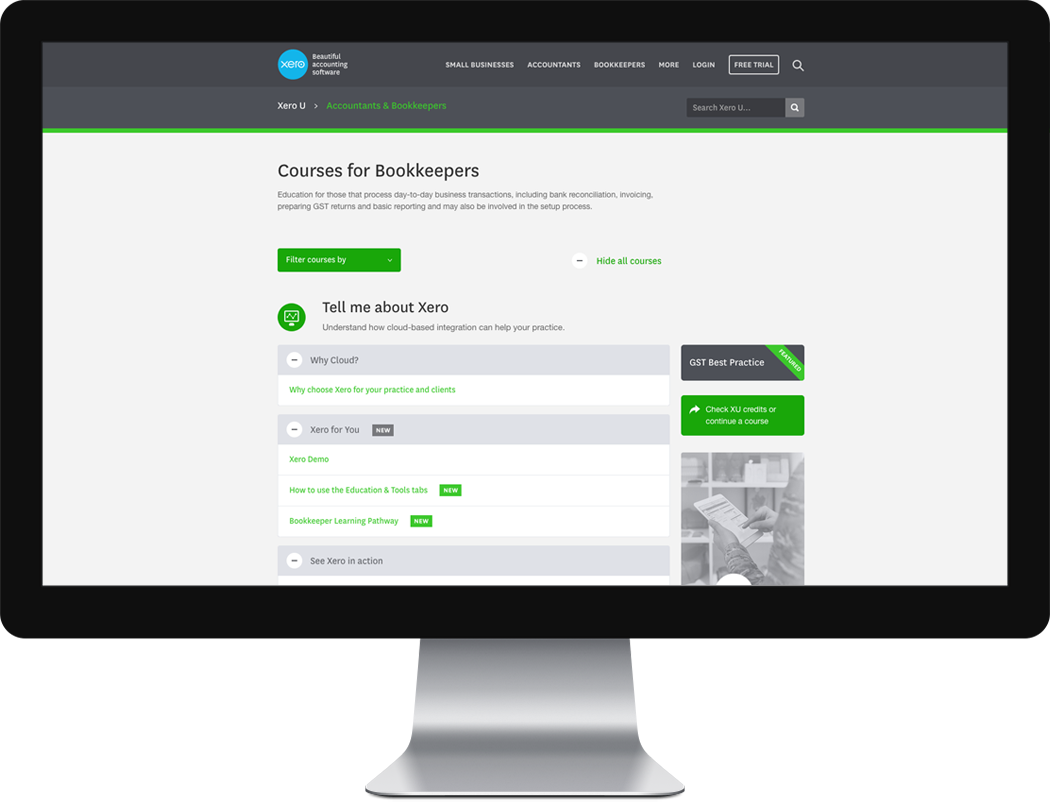 xero
Beautiful
accounting
software
SMALL BUSINESSES ACCOUNTANTS BOOKKEEPERS MORE LOGIN FREE TRIAL
Xero U > Accountants & Bookkeepers
Search Xero U...
Courses for Bookkeepers
Education for those that process day-to-day business transactions, including bank reconciliation, invoicing,
preparing GST returns and basic reporting and may also be involved in the setup process.
Filter courses by
Hide all courses
Tell me about Xero
Understand how cloud-based integration can help your practice.
Why Cloud?
Why choose Xero for your practice and clients
Xero for You NEW
Xero Demo
How to use the Education & Tools tabs NEW
Bookkeeper Learning Pathway NEW
See Xero in action
GST Best Practice
FEATURED
Check XU credits or
continue a course